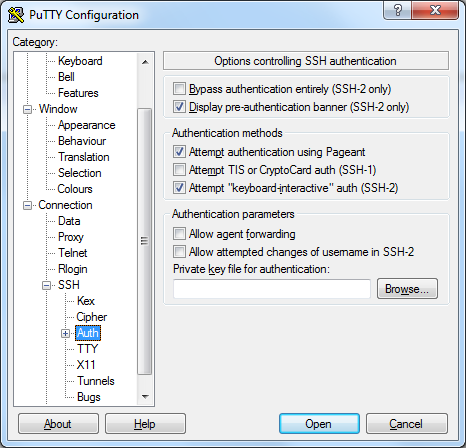 PuTTY Configuration
Category:
Keyboard
Bell
Features
Window
Appearance
Behaviour
Translation
Selection
Colours
Connection
Data
Proxy
Telnet
Rlogin
SSH
Kex
Cipher
Auth
TTY
X11
Tunnels
Bugs
Options controlling SSH authentication
Bypass authentication entirely (SSH-2 only)
Display pre-authentication banner (SSH-2 only)
Authentication methods
Attempt authentication using Pageant
Attempt TIS or CryptoCard auth (SSH-1)
Attempt "keyboard-interactive" auth (SSH-2)
Authentication parameters
Allow agent forwarding
Allow attempted changes of username in SSH-2
Private key file for authentication:
Browse...
About
Help
Open
Cancel